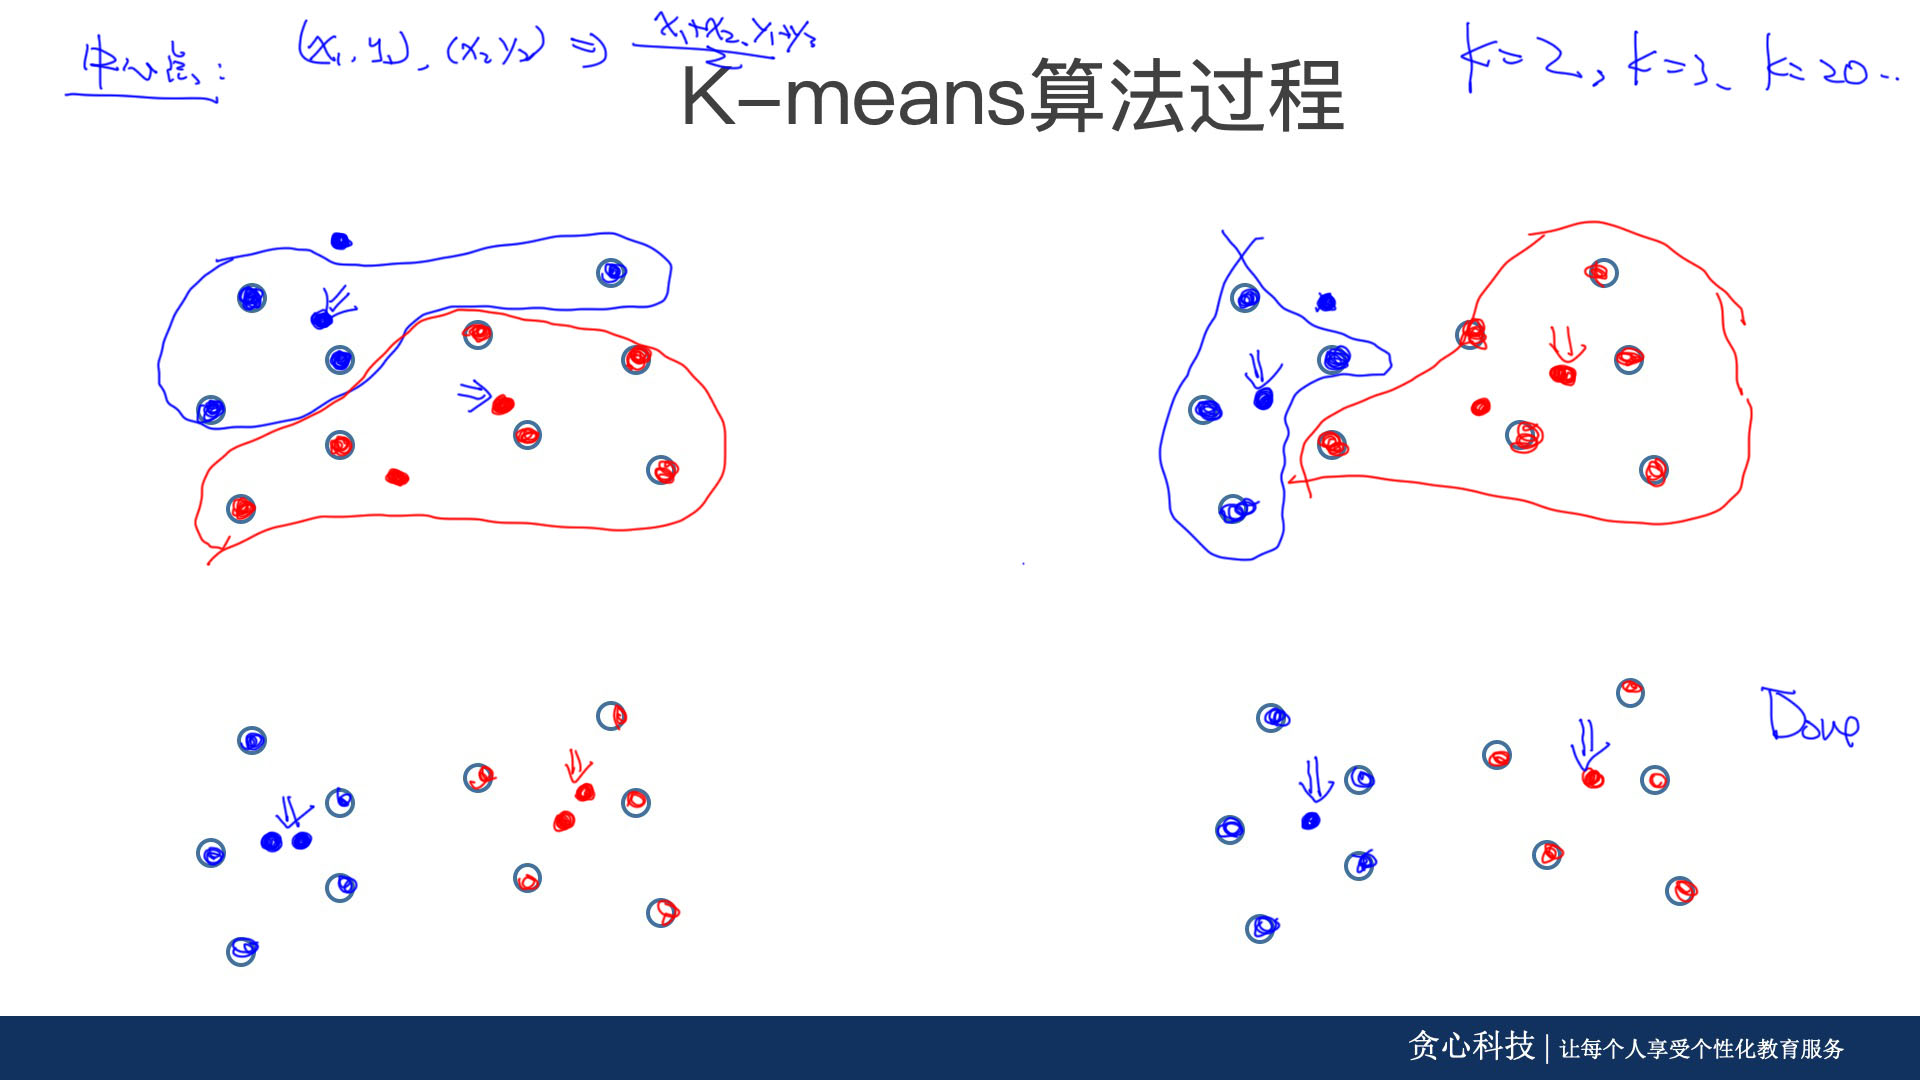 中心点: (x₁, y₁), (x₂ y₂) ⇒ x₁+x₂, y₁+y₂ / 2
K=2, K=3, K=20...
K-means算法过程
Done
贪心科技 | 让每个人享受个性化教育服务